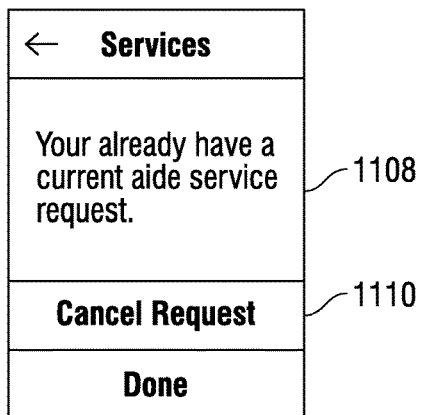 ← Services
Your already have a
current aide service
request.
1108
Cancel Request
1110
Done